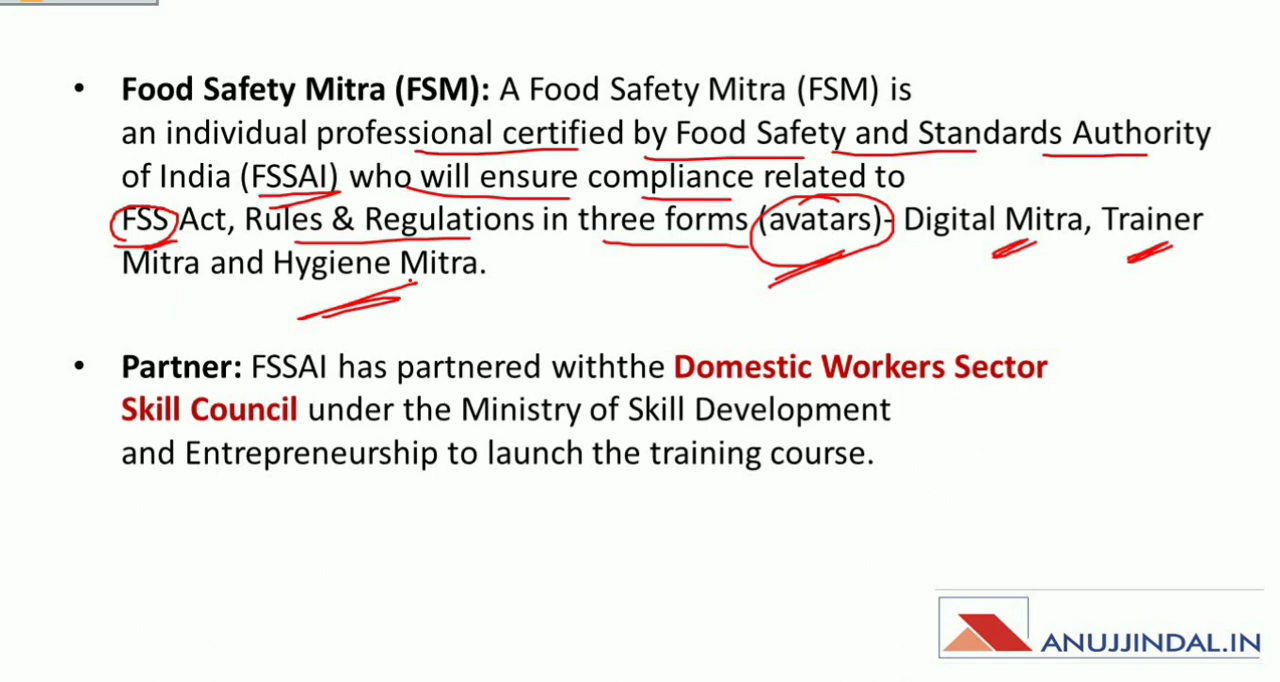 • Food Safety Mitra (FSM): A Food Safety Mitra (FSM) is
an individual professional certified by Food Safety and Standards Authority
of India (FSSAI) who will ensure compliance related to
FSS Act, Rules & Regulations in three forms (avatars)- Digital Mitra, Trainer
Mitra and Hygiene Mitra.
• Partner: FSSAI has partnered withthe Domestic Workers Sector
Skill Council under the Ministry of Skill Development
and Entrepreneurship to launch the training course.
ANUJJINDAL.IN